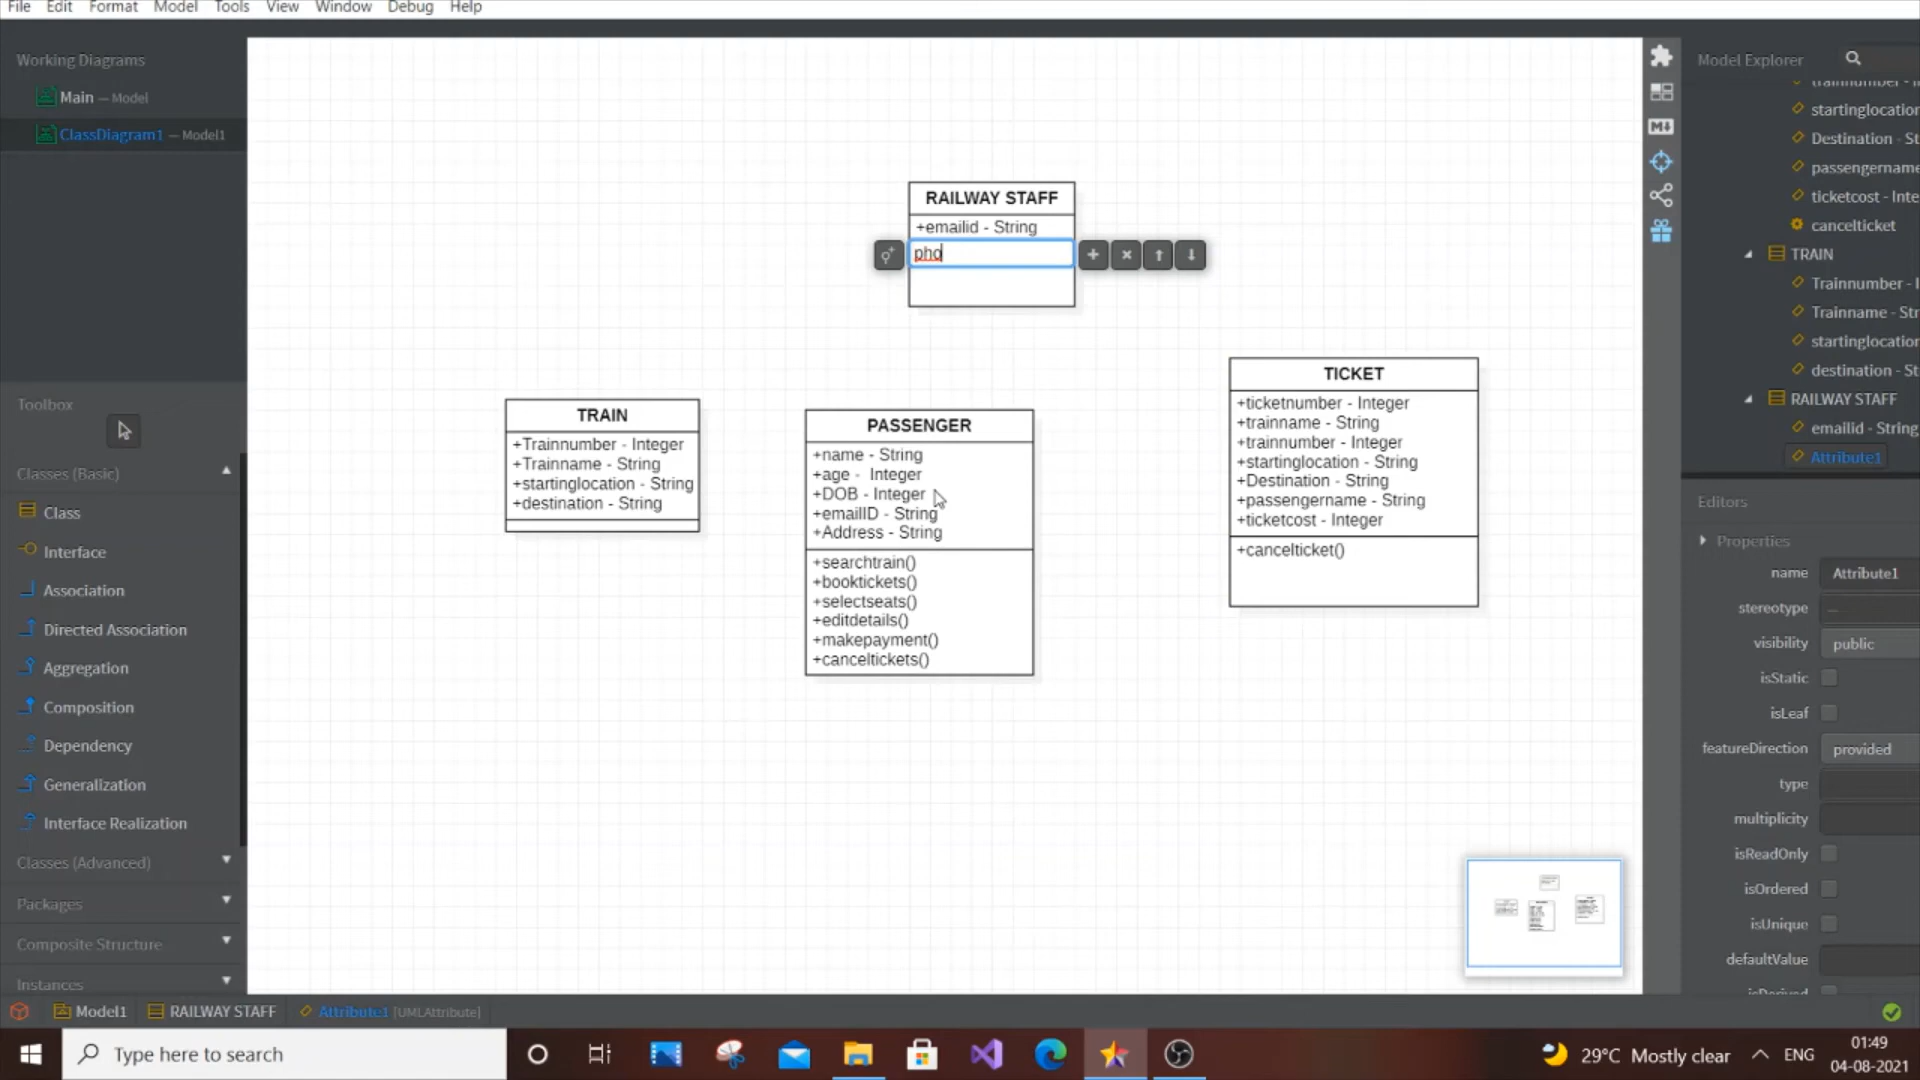 File Edit Format Model Tools View Window Debug Help
Working Diagrams
Main — Model
ClassDiagram1 — Model1
Toolbox
Classes (Basic)
Class
Interface
Association
Directed Association
Aggregation
Composition
Dependency
Generalization
Interface Realization
Classes (Advanced)
Packages
Composite Structure
Instances
RAILWAY STAFF
+emailid - String
pho
TRAIN
+Trainnumber - Integer
+Trainname - String
+startinglocation - String
+destination - String
PASSENGER
+name - String
+age -  Integer
+DOB - Integer
+emailID - String
+Address - String
+searchtrain()
+booktickets()
+selectseats()
+editdetails()
+makepayment()
+canceltickets()
TICKET
+ticketnumber - Integer
+trainname - String
+trainnumber - Integer
+startinglocation - String
+Destination - String
+passengername - String
+ticketcost - Integer
+cancelticket()
Model Explorer
startinglocation
Destination - St
passengername
ticketcost - Inte
cancelticket
TRAIN
Trainnumber - I
Trainname - Str
startinglocation
destination - St
RAILWAY STAFF
emailid - String
Attribute1
Editors
Properties
name Attribute1
stereotype —
visibility public
isStatic
isLeaf
featureDirection provided
type
multiplicity
isReadOnly
isOrdered
isUnique
defaultValue
isDerived
Model1 RAILWAY STAFF Attribute1 [UMLAttribute]
Type here to search
29°C Mostly clear ENG
01:49
04-08-2021